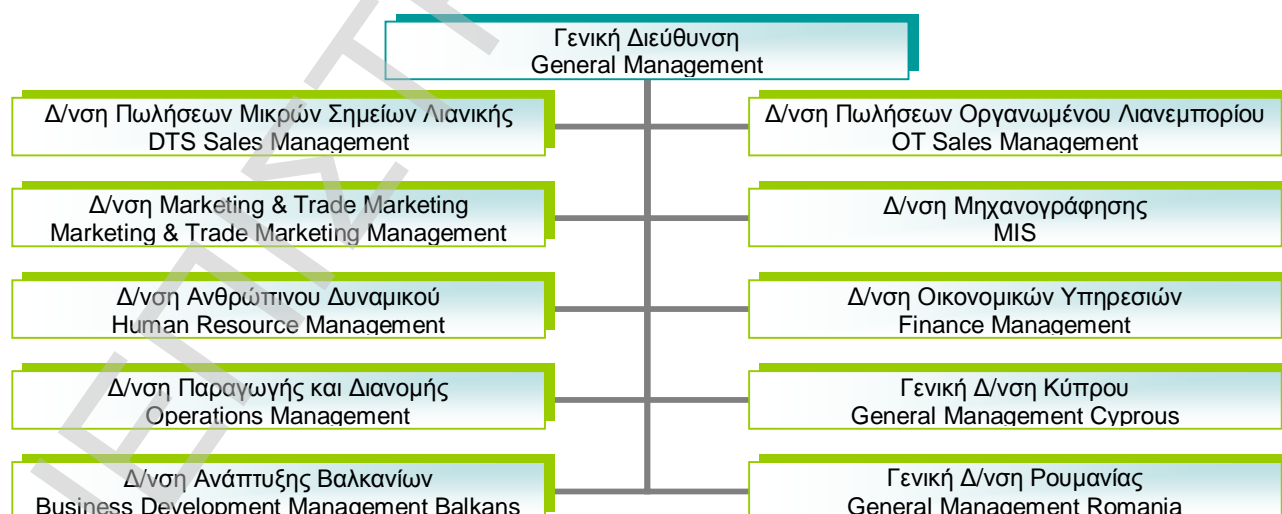 Γενική Διεύθυνση
General Management
Δ/νση Πωλήσεων Μικρών Σημείων Λιανικής
DTS Sales Management
Δ/νση Πωλήσεων Οργανωμένου Λιανεμπορίου
OT Sales Management
Δ/νση Marketing & Trade Marketing
Marketing & Trade Marketing Management
Δ/νση Μηχανογράφησης
MIS
Δ/νση Ανθρώπινου Δυναμικού
Human Resource Management
Δ/νση Οικονομικών Υπηρεσιών
Finance Management
Δ/νση Παραγωγής και Διανομής
Operations Management
Γενική Δ/νση Κύπρου
General Management Cyprous
Δ/νση Ανάπτυξης Βαλκανίων
Business Development Management Balkans
Γενική Δ/νση Ρουμανίας
General Management Romania